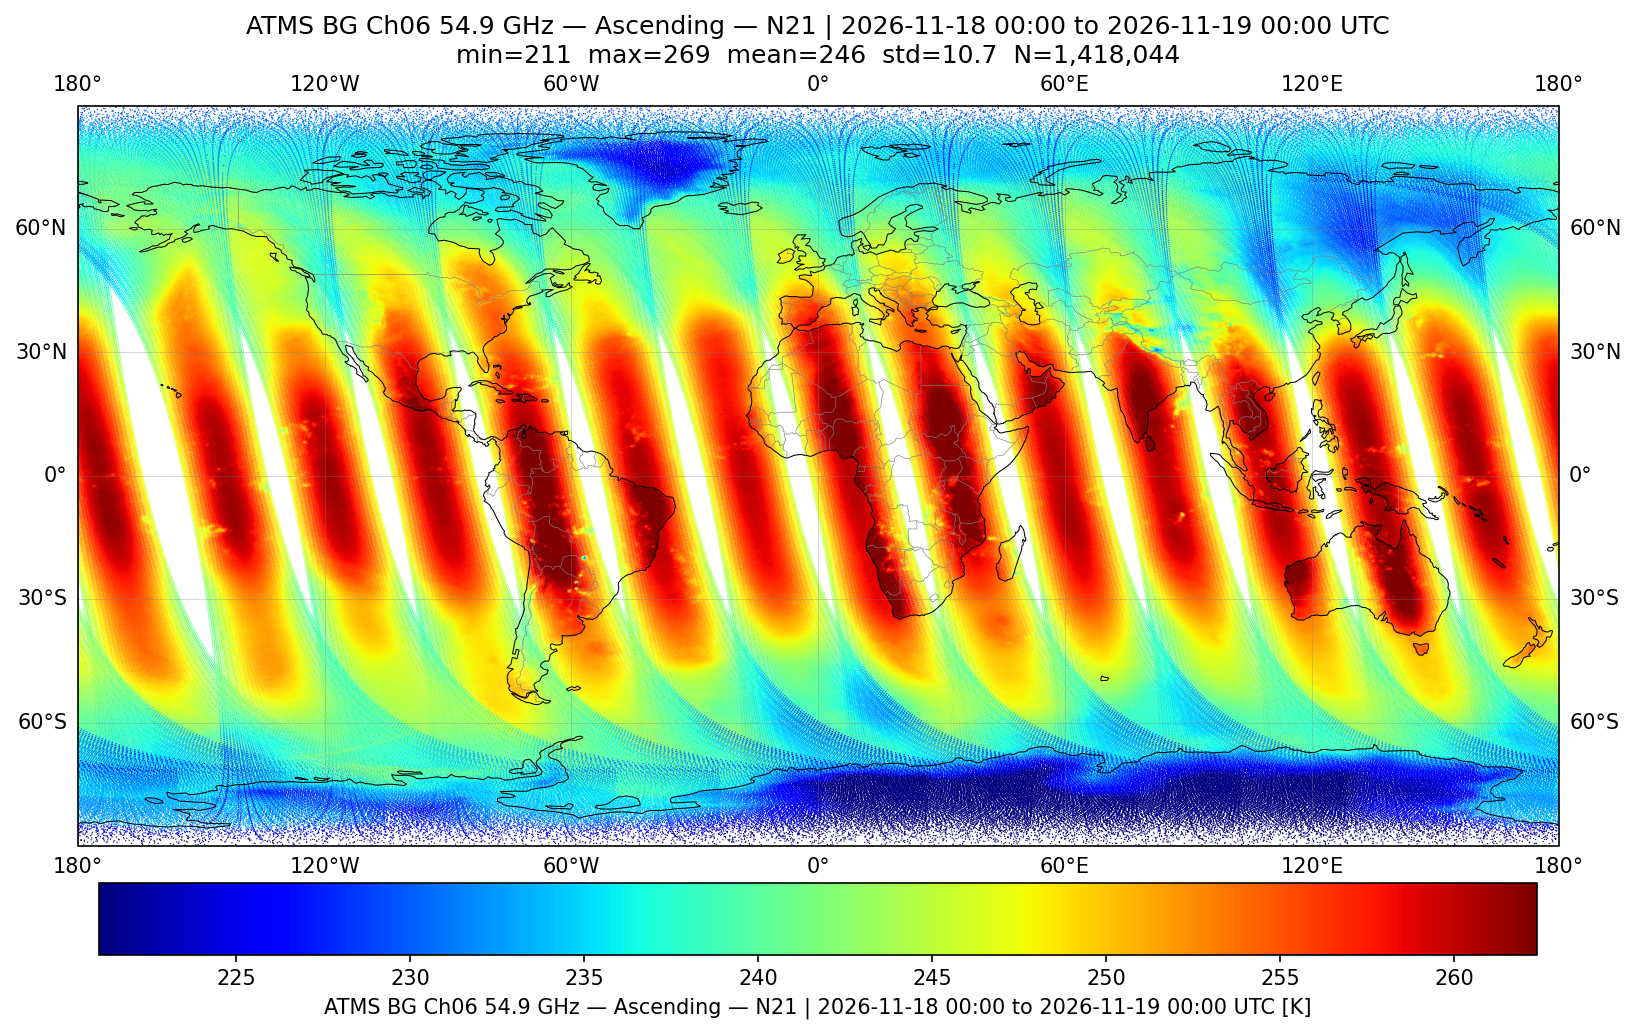 ATMS BG Ch06 54.9 GHz — Ascending — N21 | 2026-11-18 00:00 to 2026-11-19 00:00 UTC
min=211 max=269 mean=246 std=10.7 N=1,418,044
180° 120°W 60°W 0° 60°E 120°E 180°
60°N 60°N
30°N 30°N
0° 0°
30°S 30°S
60°S 60°S
180° 120°W 60°W 0° 60°E 120°E 180°
225 230 235 240 245 250 255 260
ATMS BG Ch06 54.9 GHz — Ascending — N21 | 2026-11-18 00:00 to 2026-11-19 00:00 UTC [K]